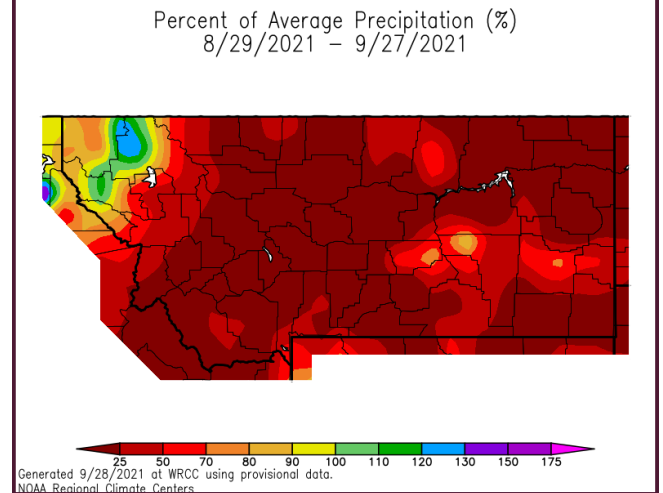 Percent of Average Precipitation (%)
8/29/2021 – 9/27/2021
25 50 70 80 90 100 110 120 130 150 175
Generated 9/28/2021 at WRCC using provisional data.
NOAA Regional Climate Centers